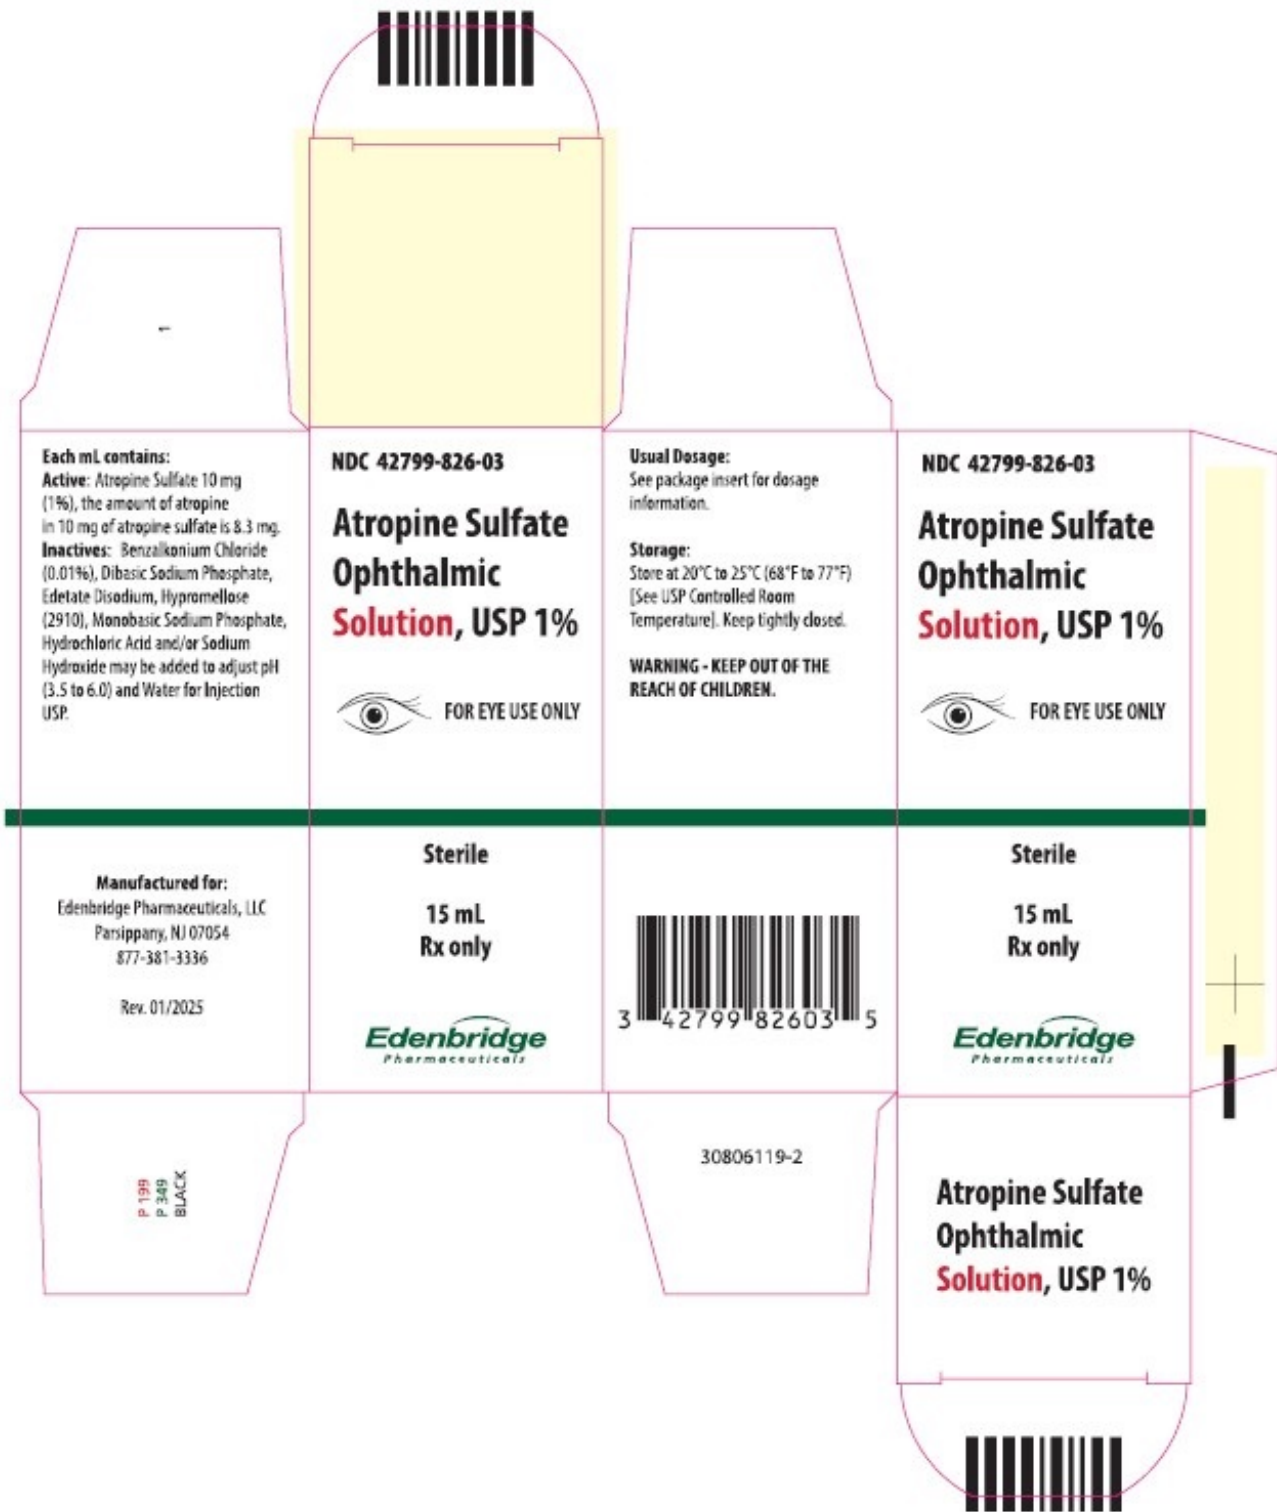 1
Each mL contains:
Active: Atropine Sulfate 10 mg
(1%), the amount of atropine
in 10 mg of atropine sulfate is 8.3 mg.
Inactives: Benzalkonium Chloride
(0.01%), Dibasic Sodium Phosphate,
Edetate Disodium, Hypromellose
(2910), Monobasic Sodium Phosphate,
Hydrochloric Acid and/or Sodium
Hydroxide may be added to adjust pH
(3.5 to 6.0) and Water for Injection
USP.
Manufactured for:
Edenbridge Pharmaceuticals, LLC
Parsippany, NJ 07054
877-381-3336
Rev. 01/2025
P 199
P 349
BLACK
NDC 42799-826-03
Atropine Sulfate
Ophthalmic
Solution, USP 1%
FOR EYE USE ONLY
Sterile
15 mL
Rx only
Edenbridge
Pharmaceuticals
Usual Dosage:
See package insert for dosage
information.
Storage:
Store at 20°C to 25°C (68°F to 77°F)
[See USP Controlled Room
Temperature]. Keep tightly closed.
WARNING - KEEP OUT OF THE
REACH OF CHILDREN.
3 42799 82603 5
30806119-2
NDC 42799-826-03
Atropine Sulfate
Ophthalmic
Solution, USP 1%
FOR EYE USE ONLY
Sterile
15 mL
Rx only
Edenbridge
Pharmaceuticals
Atropine Sulfate
Ophthalmic
Solution, USP 1%